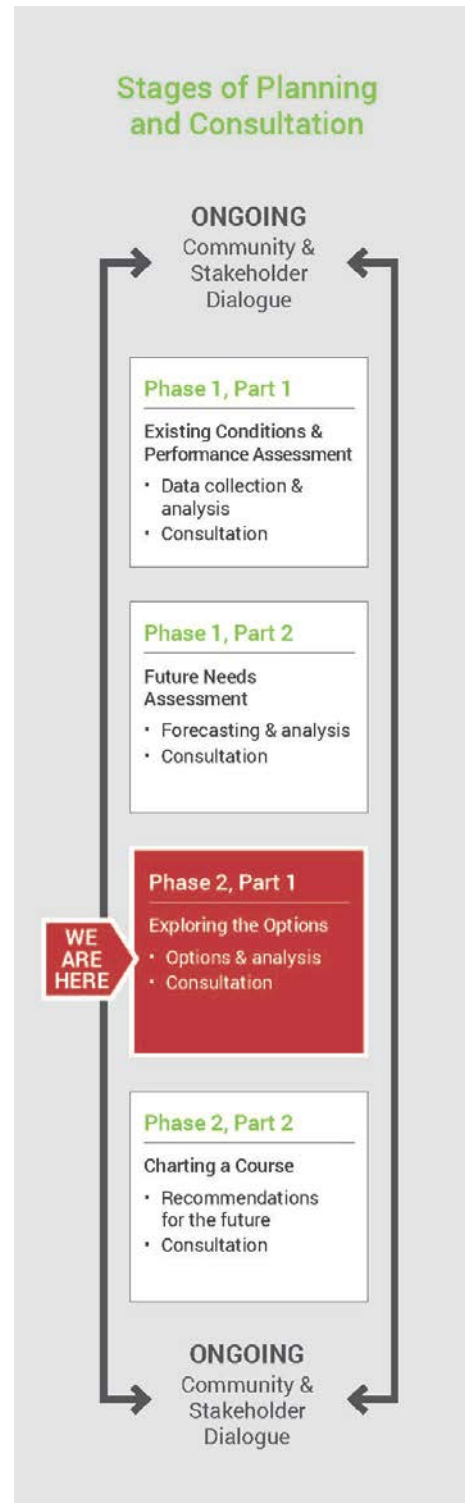 Stages of Planning
and Consultation
ONGOING
Community &
Stakeholder
Dialogue
Phase 1, Part 1
Existing Conditions &
Performance Assessment
• Data collection &
analysis
• Consultation
Phase 1, Part 2
Future Needs
Assessment
• Forecasting & analysis
• Consultation
WE
ARE
HERE
Phase 2, Part 1
Exploring the Options
• Options & analysis
• Consultation
Phase 2, Part 2
Charting a Course
• Recommendations
for the future
• Consultation
ONGOING
Community &
Stakeholder
Dialogue